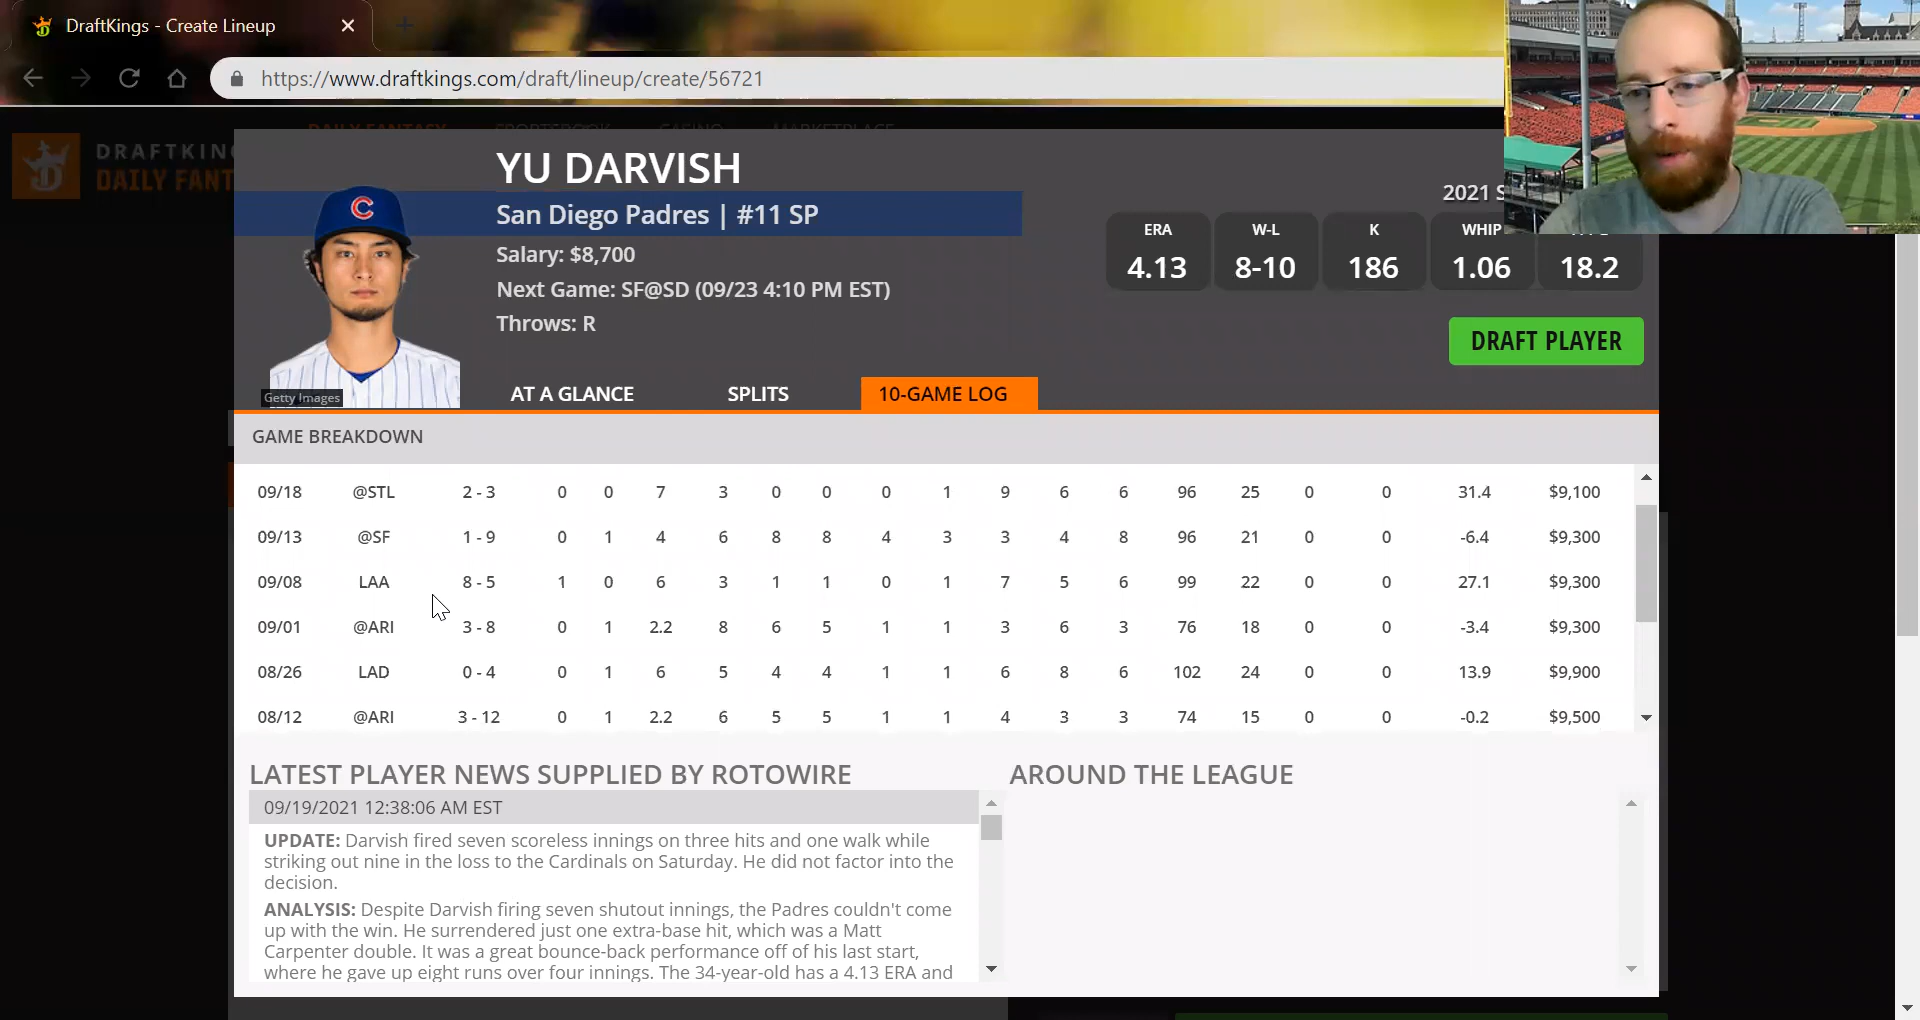 DraftKings - Create Lineup
https://www.draftkings.com/draft/lineup/create/56721
DAILY FANTASY SPORTSBOOK CASINO MARKETPLACE
DRAFTKIN
DAILY FANT
YU DARVISH
San Diego Padres | #11 SP
Salary: $8,700
Next Game: SF@SD (09/23 4:10 PM EST)
Throws: R
2021 S
ERA W-L K WHIP
4.13 8-10 186 1.06 18.2
DRAFT PLAYER
C
Getty Images
AT A GLANCE SPLITS 10-GAME LOG
GAME BREAKDOWN
09/18 @STL 2 - 3 0 0 7 3 0 0 0 1 9 6 6 96 25 0 0 31.4 $9,100
09/13 @SF 1 - 9 0 1 4 6 8 8 4 3 3 4 8 96 21 0 0 -6.4 $9,300
09/08 LAA 8 - 5 1 0 6 3 1 1 0 1 7 5 6 99 22 0 0 27.1 $9,300
09/01 @ARI 3 - 8 0 1 2.2 8 6 5 1 1 3 6 3 76 18 0 0 -3.4 $9,300
08/26 LAD 0 - 4 0 1 6 5 4 4 1 1 6 8 6 102 24 0 0 13.9 $9,900
08/12 @ARI 3 - 12 0 1 2.2 6 5 5 1 1 4 3 3 74 15 0 0 -0.2 $9,500
LATEST PLAYER NEWS SUPPLIED BY ROTOWIRE
09/19/2021 12:38:06 AM EST
UPDATE: Darvish fired seven scoreless innings on three hits and one walk while
striking out nine in the loss to the Cardinals on Saturday. He did not factor into the
decision.
ANALYSIS: Despite Darvish firing seven shutout innings, the Padres couldn't come
up with the win. He surrendered just one extra-base hit, which was a Matt
Carpenter double. It was a great bounce-back performance off of his last start,
where he gave up eight runs over four innings. The 34-year-old has a 4.13 ERA and
AROUND THE LEAGUE